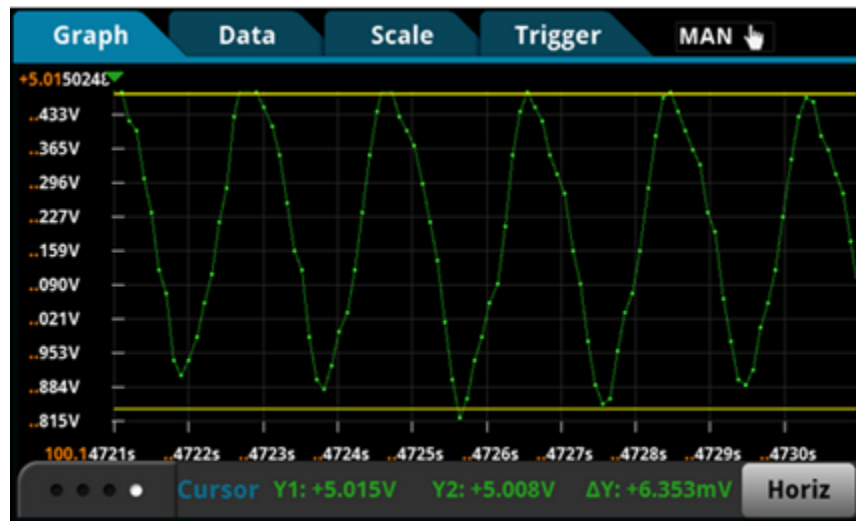 Graph Data Scale Trigger MAN
+5.0150248
..433V
..365V
..296V
..227V
..159V
..090V
..021V
..953V
..884V
..815V
100.14721s ..4722s ..4723s ..4724s ..4725s ..4726s ..4727s ..4728s ..4729s ..4730s
Cursor Y1: +5.015V Y2: +5.008V ΔY: +6.353mV Horiz